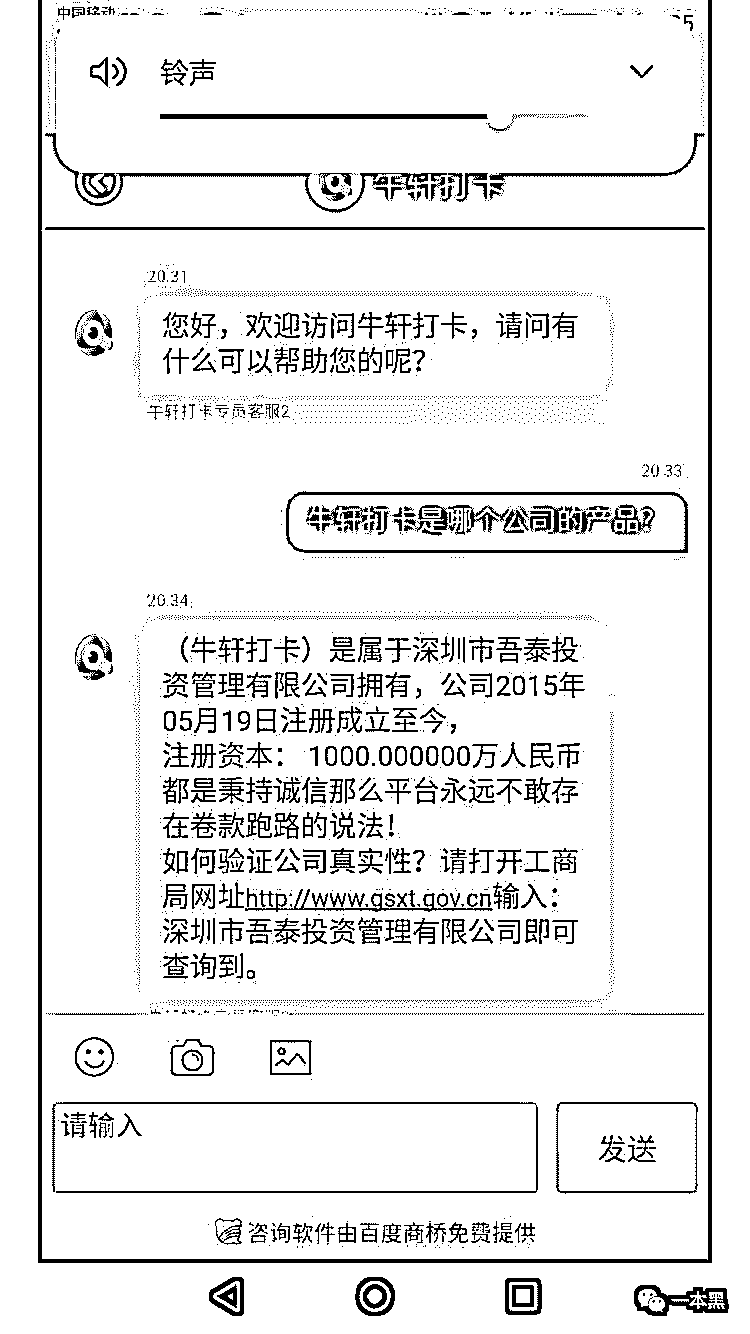 中国移动
铃声
牛轩打卡
20:31
您好，欢迎访问牛轩打卡，请问有
什么可以帮助您的呢？
牛轩打卡专员客服2
20:33
牛轩打卡是哪个公司的产品？
20:34
（牛轩打卡）是属于深圳市吾泰投
资管理有限公司拥有，公司2015年
05月19日注册成立至今，
注册资本： 1000.000000万人民币
都是秉持诚信那么平台永远不敢存
在卷款跑路的说法！
如何验证公司真实性？请打开工商
局网址http://www.gsxt.gov.cn输入：
深圳市吾泰投资管理有限公司即可
查询到。
请输入
发送
咨询软件由百度商桥免费提供
一本黑